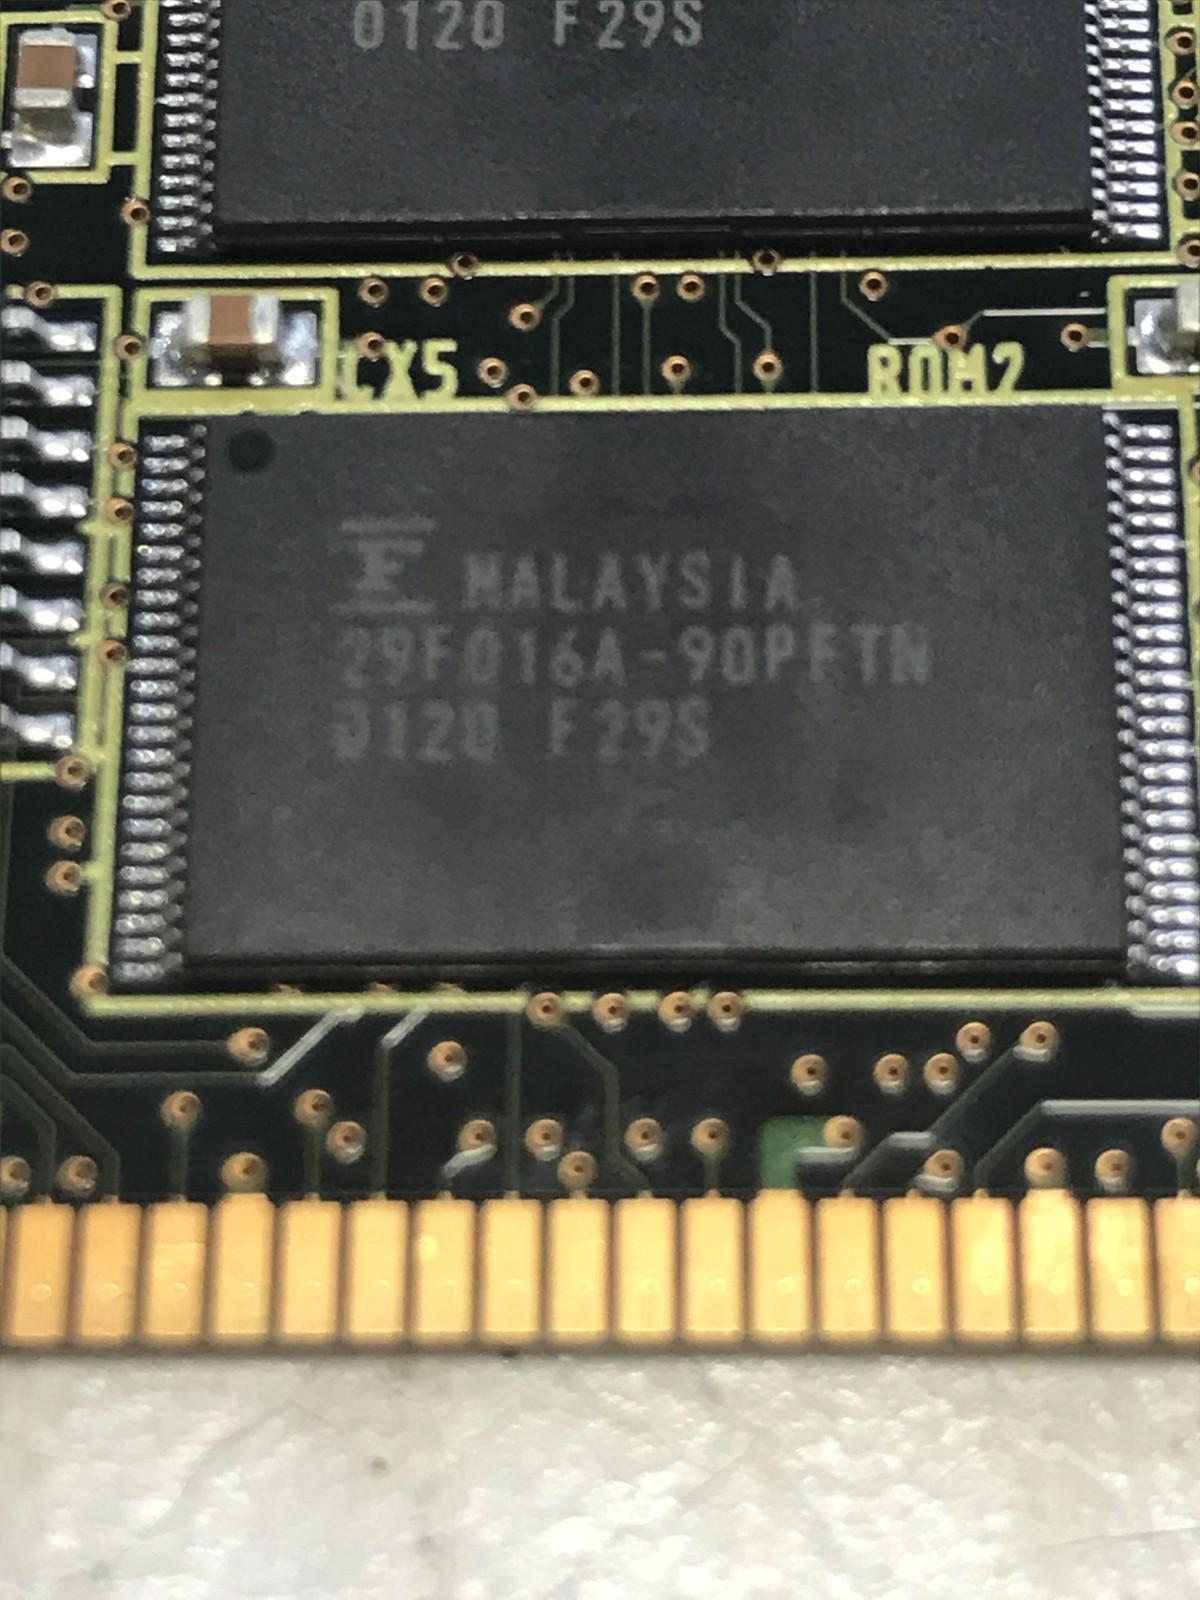 0120 F29S
CX5
ROM2
F MALAYSIA
29F016A-90PFTN
0120 F29S